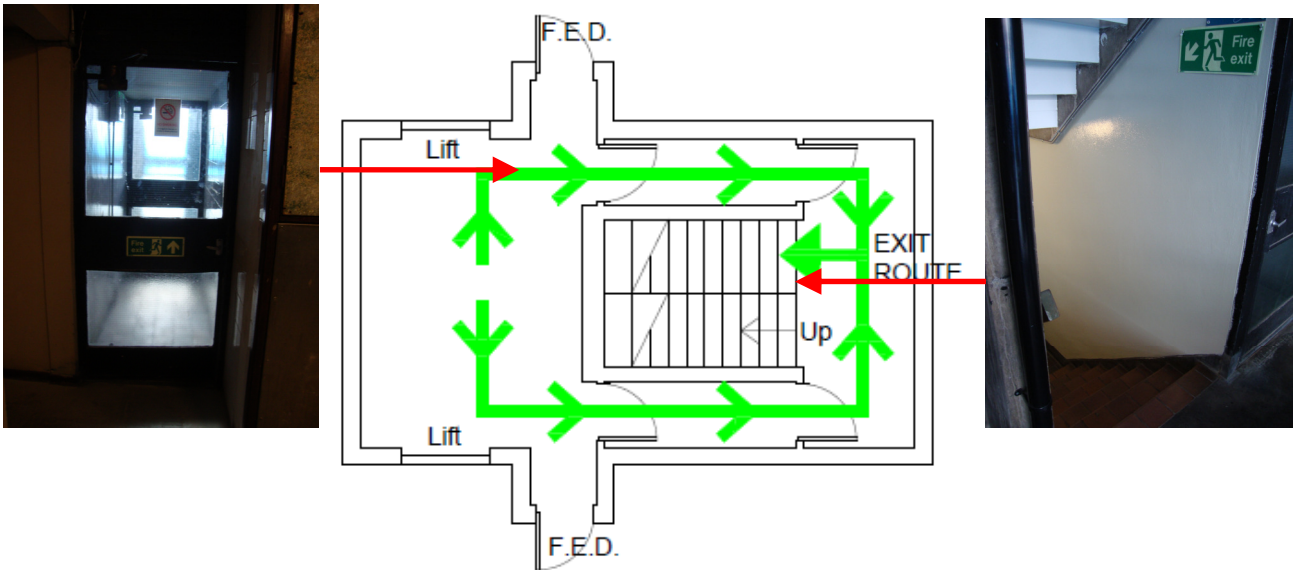 F.E.D.
Lift
Fire
exit
EXIT
ROUTE
Up
Lift
F.E.D.
Fire
exit